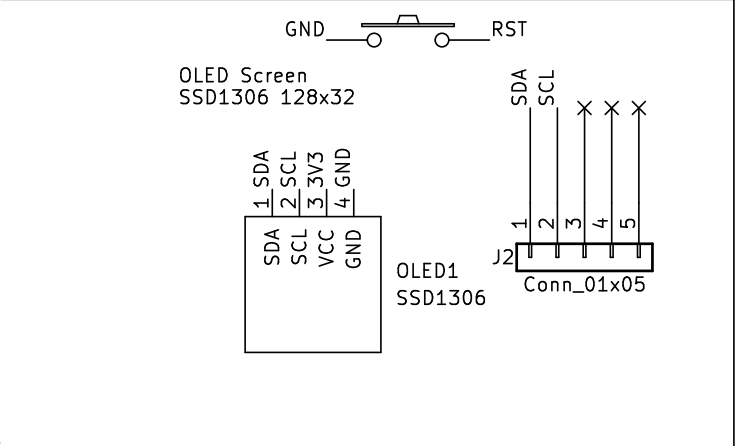 GND
RST
OLED Screen
SSD1306 128x32
SDA
SCL
1 SDA
2 SCL
3 3V3
4 GND
1
2
3
4
5
SDA
SCL
VCC
GND
J2
OLED1
SSD1306
Conn_01x05